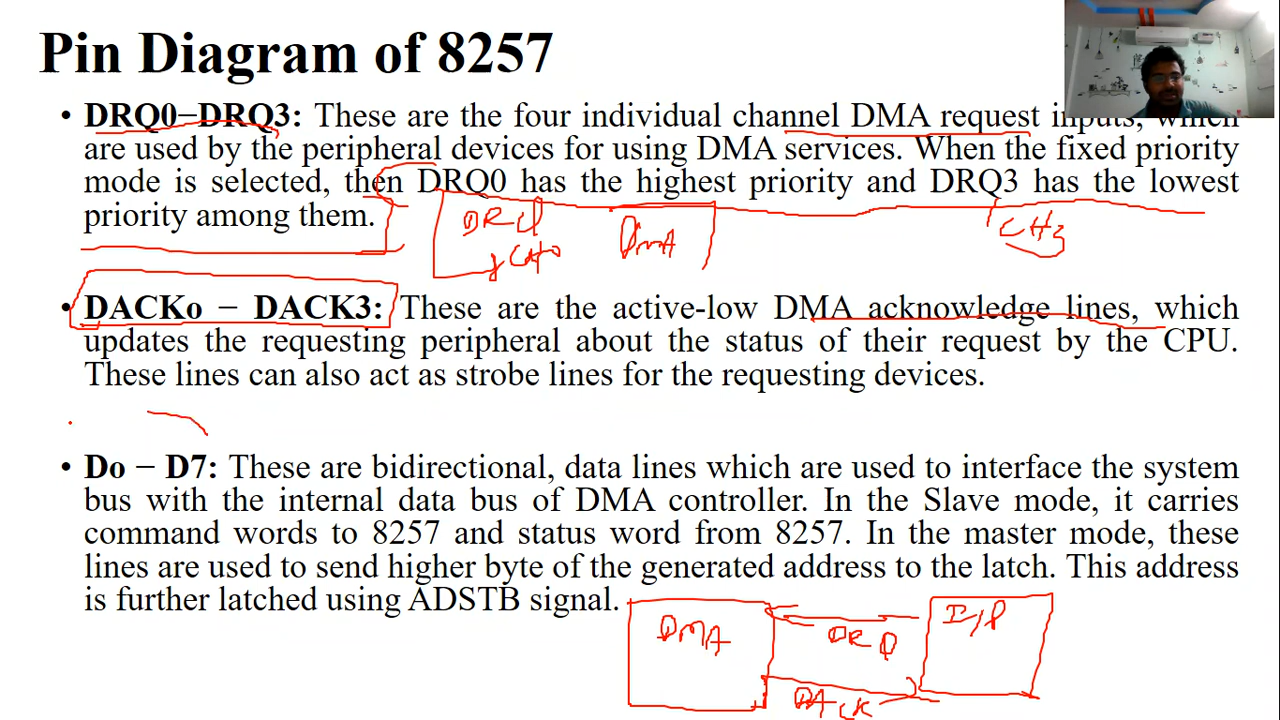 Pin Diagram of 8257
• DRQ0−DRQ3: These are the four individual channel DMA request inputs, which
are used by the peripheral devices for using DMA services. When the fixed priority
mode is selected, then DRQ0 has the highest priority and DRQ3 has the lowest
priority among them.
DMA
CH3
• DACKo − DACK3: These are the active-low DMA acknowledge lines, which
updates the requesting peripheral about the status of their request by the CPU.
These lines can also act as strobe lines for the requesting devices.
• Do − D7: These are bidirectional, data lines which are used to interface the system
bus with the internal data bus of DMA controller. In the Slave mode, it carries
command words to 8257 and status word from 8257. In the master mode, these
lines are used to send higher byte of the generated address to the latch. This address
is further latched using ADSTB signal.
DMA DRQ I/P
DACK